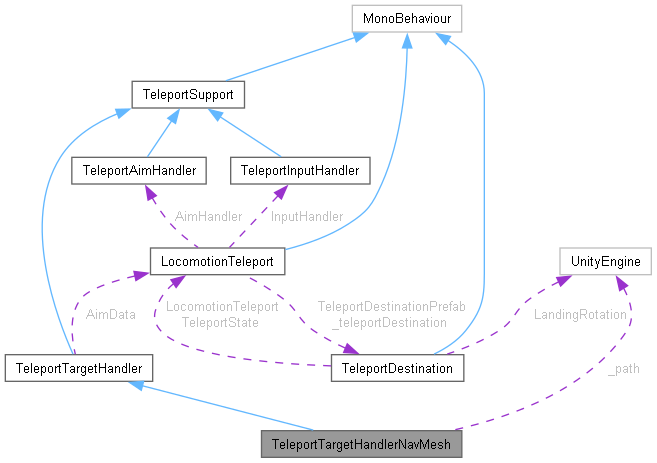 MonoBehaviour
TeleportSupport
TeleportAimHandler
TeleportInputHandler
AimHandler
InputHandler
LocomotionTeleport
UnityEngine
AimData
LocomotionTeleport
TeleportState
TeleportDestinationPrefab
_teleportDestination
LandingRotation
TeleportTargetHandler
TeleportDestination
_path
TeleportTargetHandlerNavMesh